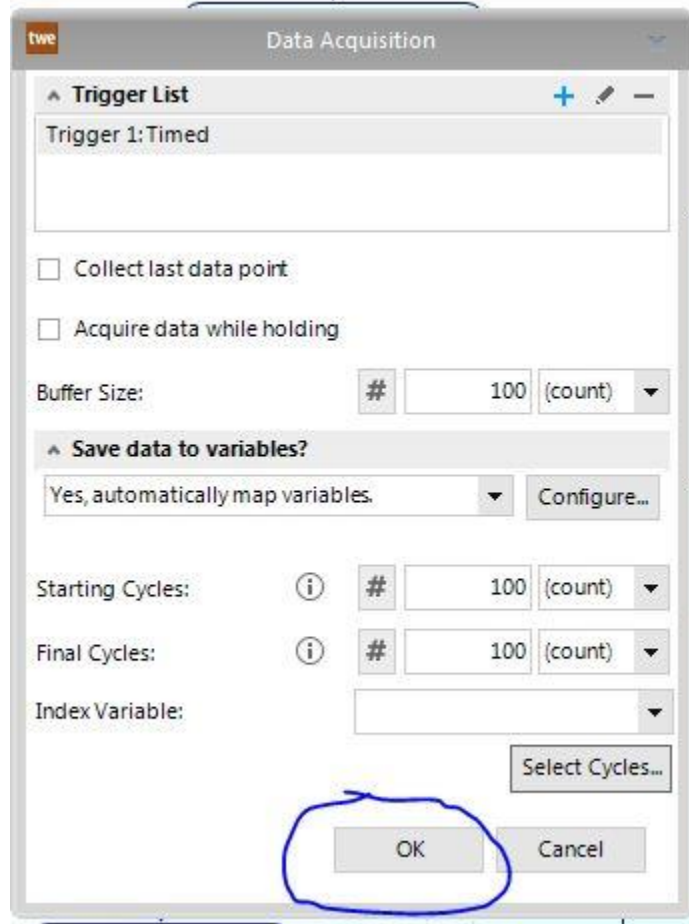 twe Data Acquisition
Trigger List
Trigger 1: Timed
Collect last data point
Acquire data while holding
Buffer Size: # 100 (count)
Save data to variables?
Yes, automatically map variables. Configure...
Starting Cycles: i # 100 (count)
Final Cycles: i # 100 (count)
Index Variable:
Select Cycles...
OK Cancel